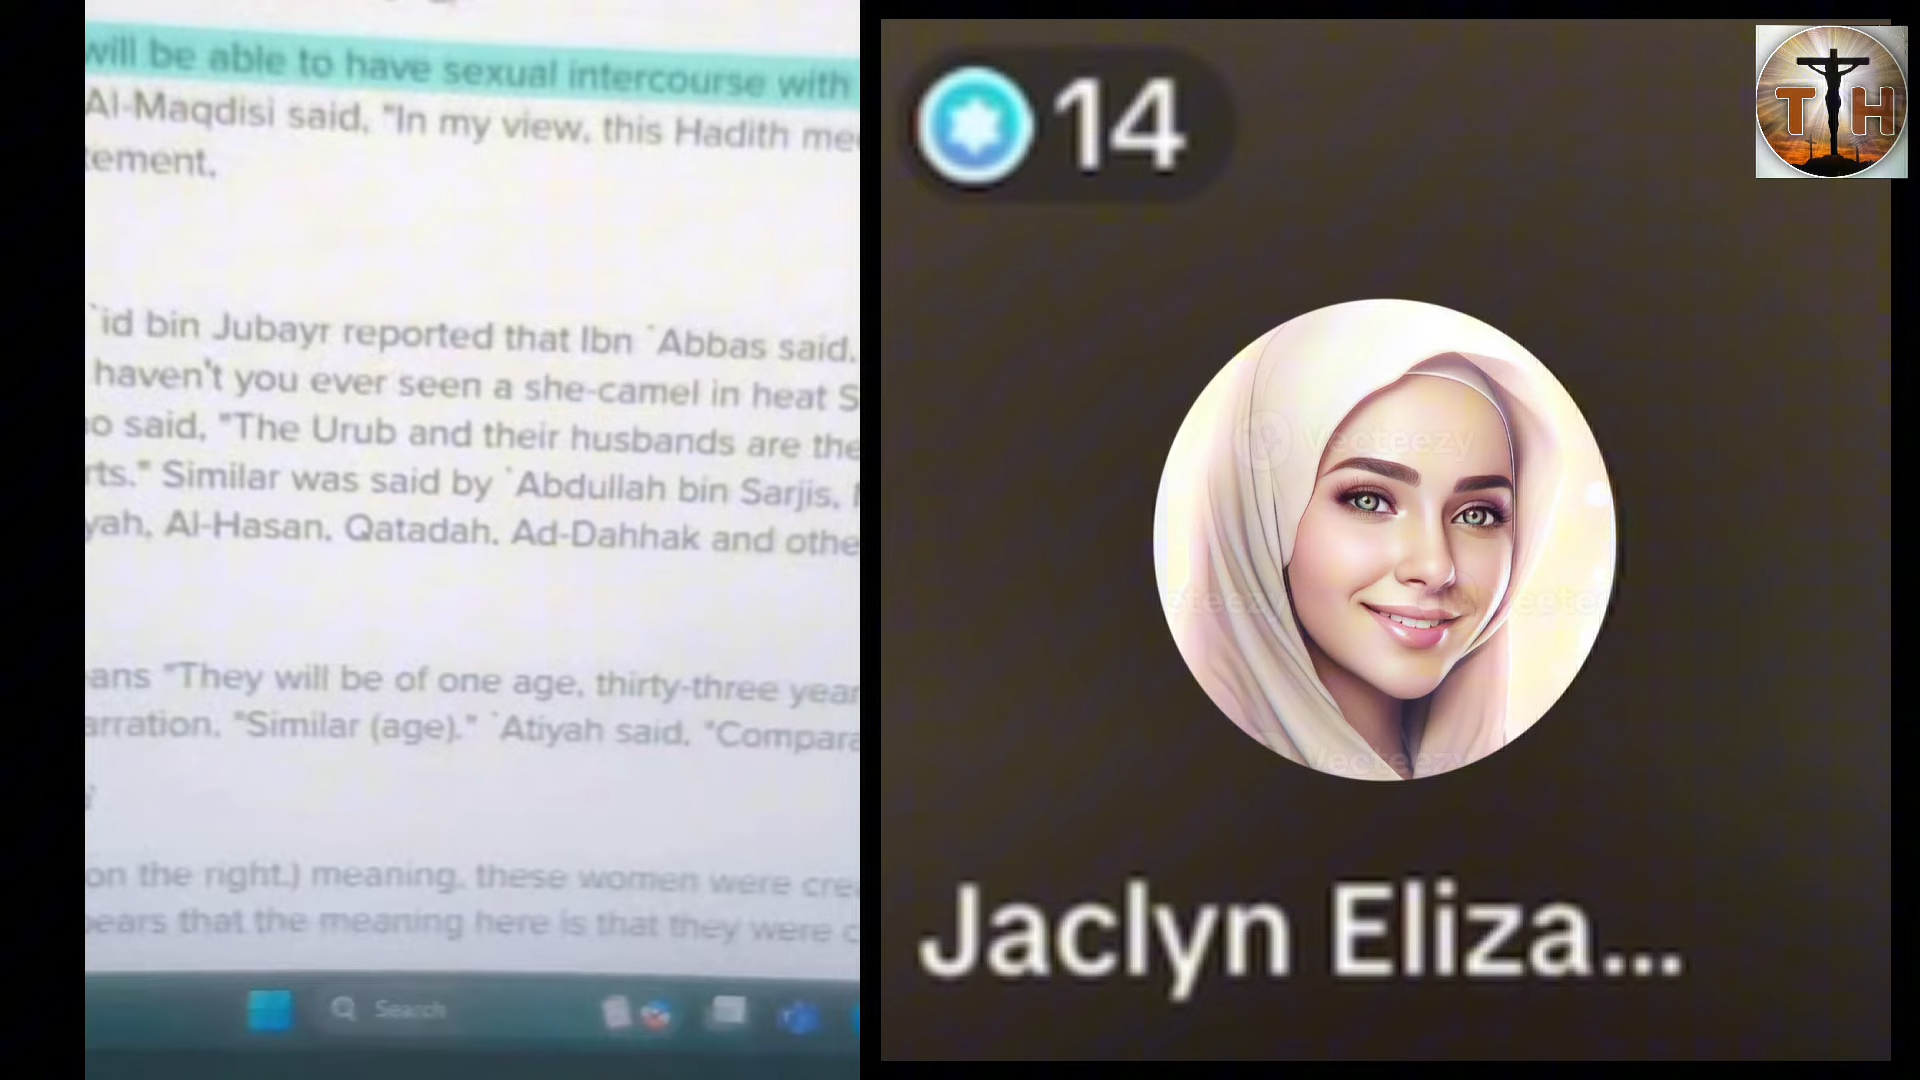 will be able to have sexual intercourse with
Al-Maqdisi said, "In my view, this Hadith
tement,
`id bin Jubayr reported that Ibn `Abbas said,
haven't you ever seen a she-camel in heat S
o said, "The Urub and their husbands are the
rts." Similar was said by `Abdullah bin Sarjis,
yah, Al-Hasan, Qatadah, Ad-Dahhak and othe
ans "They will be of one age, thirty-three year
arration, "Similar (age)." `Atiyah said, "Compara
on the right.) meaning, these women were cre
ears that the meaning here is that they were c
Search
14
TH
Vecteezy
Vecteezy
Jaclyn Eliza...